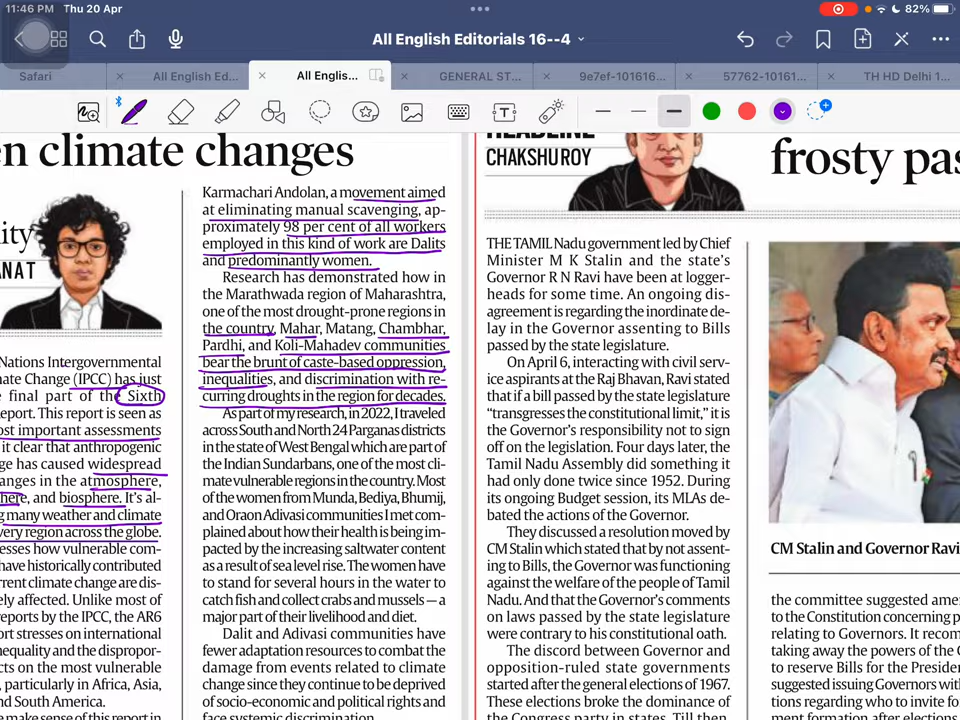 11:46 PM Thu 20 Apr
82%
All English Editorials 16--4
Safari
All English Ed...
All Englis...
GENERAL ST...
9e7ef-101616...
57762-10161...
TH HD Delhi 1...
en climate changes
Karmachari Andolan, a movement aimed
at eliminating manual scavenging, ap-
proximately 98 per cent of all workers
employed in this kind of work are Dalits
and predominantly women.
Research has demonstrated how in
the Marathwada region of Maharashtra,
one of the most drought-prone regions in
the country, Mahar, Matang, Chambhar,
Pardhi, and Koli-Mahadev communities
bear the brunt of caste-based oppression,
inequalities, and discrimination with re-
curring droughts in the region for decades.
As part of my research, in 2022, I traveled
across South and North 24 Parganas districts
in the state of West Bengal which are part of
the Indian Sundarbans, one of the most cli-
mate vulnerable regions in the country. Most
of the women from Munda, Bediya, Bhumij,
and Oraon Adivasi communities I met com-
plained about how their health is being im-
pacted by the increasing saltwater content
as a result of sea level rise. The women have
to stand for several hours in the water to
catch fish and collect crabs and mussels — a
major part of their livelihood and diet.
Dalit and Adivasi communities have
fewer adaptation resources to combat the
damage from events related to climate
change since they continue to be deprived
of socio-economic and political rights and
face systemic discrimination.
ity
NAT
Nations Intergovernmental
ate Change (IPCC) has just
e final part of the Sixth
eport. This report is seen as
ost important assessments
it clear that anthropogenic
ge has caused widespread
anges in the atmosphere,
here, and biosphere. It's al-
g many weather and climate
very region across the globe.
esses how vulnerable com-
have historically contributed
rrent climate change are dis-
ely affected. Unlike most of
reports by the IPCC, the AR6
ort stresses on international
nequality and the dispropor-
cts on the most vulnerable
, particularly in Africa, Asia,
nd South America.
e make sense of this report in
HEADLINE
CHAKSHU ROY
frosty pas
THE TAMIL Nadu government led by Chief
Minister M K Stalin and the state's
Governor R N Ravi have been at logger-
heads for some time. An ongoing dis-
agreement is regarding the inordinate de-
lay in the Governor assenting to Bills
passed by the state legislature.
On April 6, interacting with civil serv-
ice aspirants at the Raj Bhavan, Ravi stated
that if a bill passed by the state legislature
"transgresses the constitutional limit," it is
the Governor's responsibility not to sign
off on the legislation. Four days later, the
Tamil Nadu Assembly did something it
had only done twice since 1952. During
its ongoing Budget session, its MLAs de-
bated the actions of the Governor.
They discussed a resolution moved by
CM Stalin which stated that by not assent-
ing to Bills, the Governor was functioning
against the welfare of the people of Tamil
Nadu. And that the Governor's comments
on laws passed by the state legislature
were contrary to his constitutional oath.
The discord between Governor and
opposition-ruled state governments
started after the general elections of 1967.
These elections broke the dominance of
the Congress party in states. Till then,
CM Stalin and Governor Ravi
the committee suggested ame
to the Constitution concerning p
relating to Governors. It recom
taking away the powers of the G
to reserve Bills for the Presiden
suggested issuing Governors wit
tions regarding who to invite fo
ment formation after elections